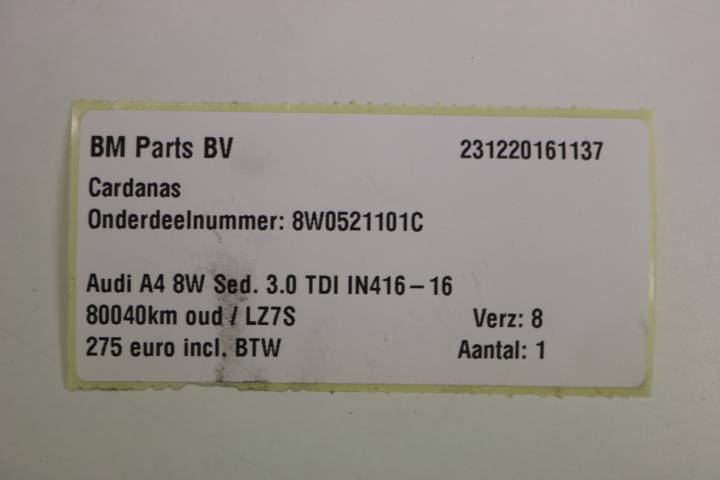 BM Parts BV 231220161137
Cardanas
Onderdeelnummer: 8W0521101C
Audi A4 8W Sed. 3.0 TDI IN416-16
80040km oud / LZ7S Verz: 8
275 euro incl. BTW Aantal: 1